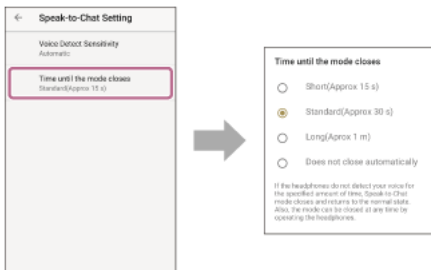 Speak-to-Chat Setting
Voice Detect Sensitivity
Automatic
Time until the mode closes
Standard(Approx 15 s)
Time until the mode closes
Short(Approx 15 s)
Standard(Approx 30 s)
Long(Aprox 1 m)
Does not close automatically
If the headphones do not detect your voice for
the specified amount of time, Speak-to-Chat
mode closes and returns to the normal state.
Also, the mode can be closed at any time by
operating the headphones.